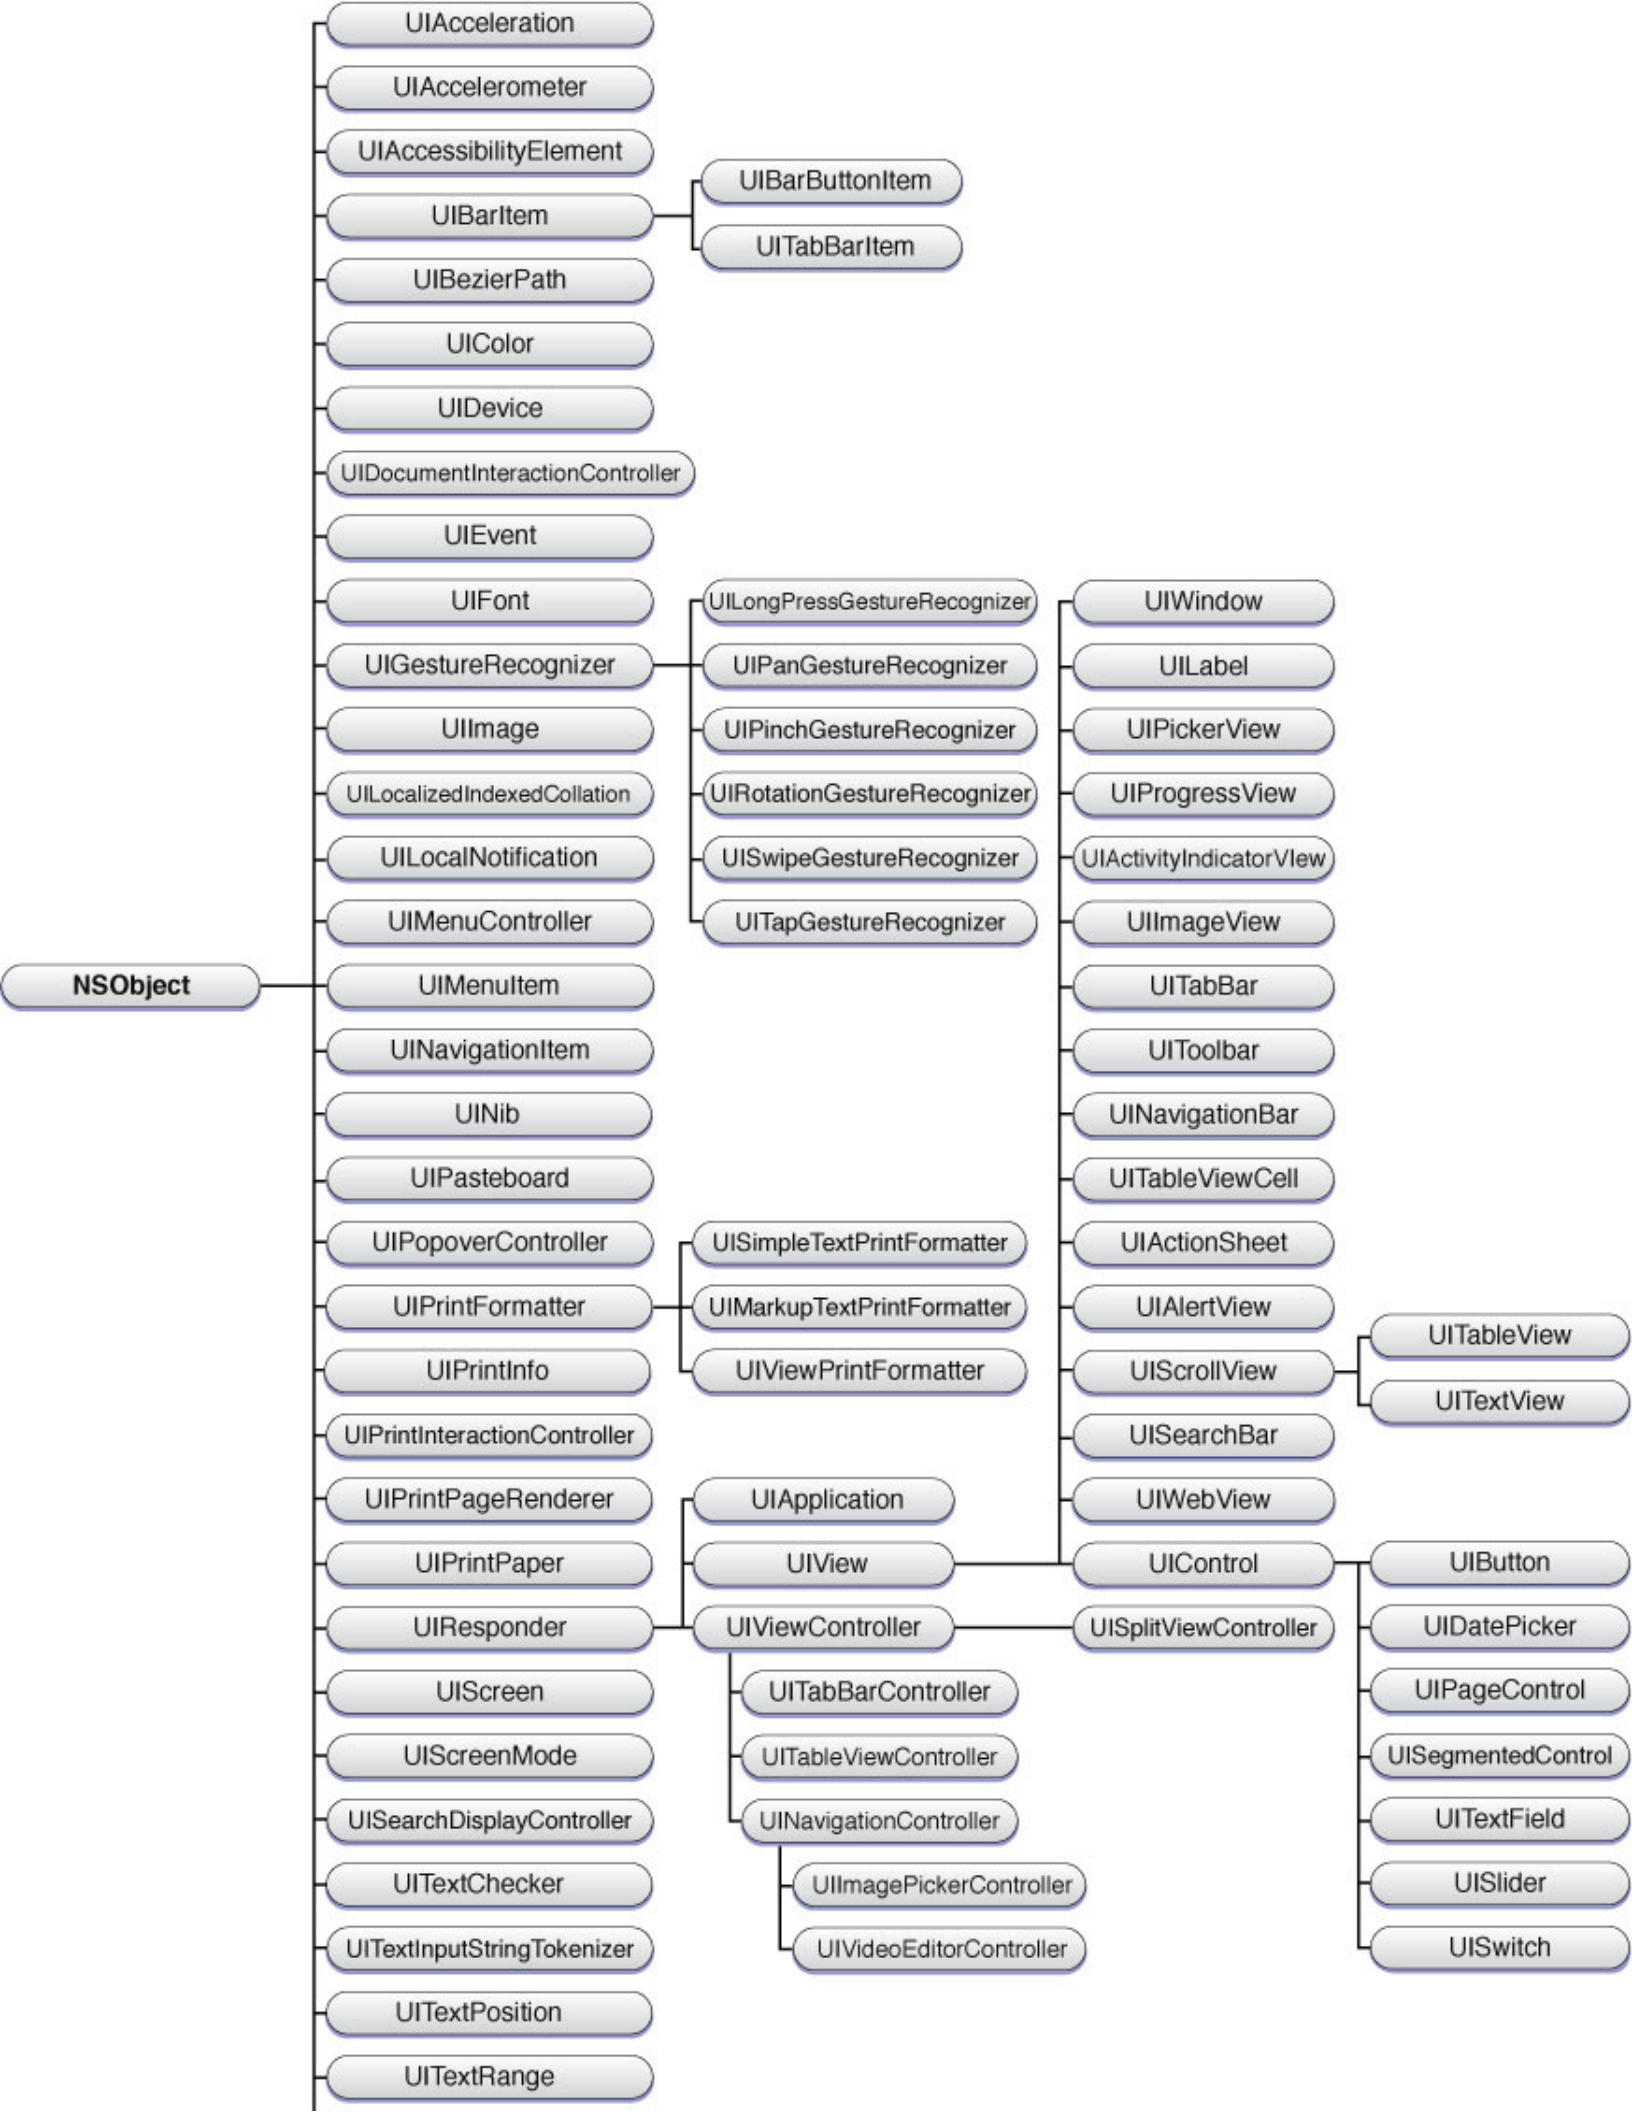 UIAcceleration
UIAccelerometer
UIAccessibilityElement
UIBarButtonItem
UIBarItem
UITabBarItem
UIBezierPath
UIColor
UIDevice
UIDocumentInteractionController
UIEvent
UIFont
UILongPressGestureRecognizer
UIWindow
UIGestureRecognizer
UIPanGestureRecognizer
UILabel
UIImage
UIPinchGestureRecognizer
UIPickerView
UILocalizedIndexedCollation
UIRotationGestureRecognizer
UIProgressView
UILocalNotification
UISwipeGestureRecognizer
UIActivityIndicatorVIew
UIMenuController
UITapGestureRecognizer
UIImageView
NSObject
UIMenuItem
UITabBar
UINavigationItem
UIToolbar
UINib
UINavigationBar
UIPasteboard
UITableViewCell
UIPopoverController
UISimpleTextPrintFormatter
UIActionSheet
UIPrintFormatter
UIMarkupTextPrintFormatter
UIAlertView
UITableView
UIPrintInfo
UIViewPrintFormatter
UIScrollView
UITextView
UIPrintInteractionController
UISearchBar
UIPrintPageRenderer
UIApplication
UIWebView
UIPrintPaper
UIView
UIControl
UIButton
UIResponder
UIViewController
UISplitViewController
UIDatePicker
UIScreen
UITabBarController
UIPageControl
UIScreenMode
UITableViewController
UISegmentedControl
UISearchDisplayController
UINavigationController
UITextField
UITextChecker
UIImagePickerController
UISlider
UITextInputStringTokenizer
UIVideoEditorController
UISwitch
UITextPosition
UITextRange